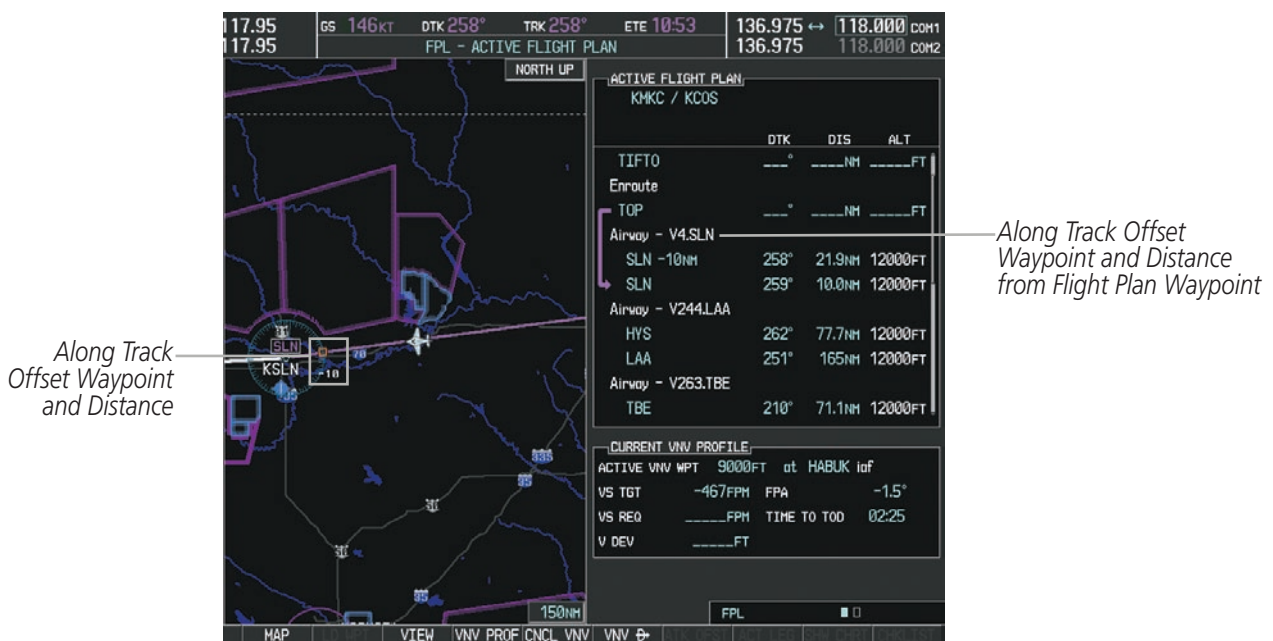 117.95
117.95
GS 146KT DTK 258° TRK 258° ETE 10:53
FPL - ACTIVE FLIGHT PLAN
136.975 ↔ 118.000 COM1
136.975 118.000 COM2
NORTH UP
SLN
KSLN
-10
70
35
150NM
ACTIVE FLIGHT PLAN
KMKC / KCOS
DTK DIS ALT
TIFTO ___° ____NM _____FT
Enroute
TOP ___° ____NM _____FT
Airway - V4.SLN
SLN -10NM 258° 21.9NM 12000FT
SLN 259° 10.0NM 12000FT
Airway - V244.LAA
HYS 262° 77.7NM 12000FT
LAA 251° 165NM 12000FT
Airway - V263.TBE
TBE 210° 71.1NM 12000FT
CURRENT VNV PROFILE
ACTIVE VNV WPT 9000FT at HABUK iaf
VS TGT -467FPM FPA -1.5°
VS REQ _____FPM TIME TO TOD 02:25
V DEV _____FT
FPL
MAP VIEW VNV PROF CNCL VNV VNV
Along Track
Offset Waypoint
and Distance
Along Track Offset
Waypoint and Distance
from Flight Plan Waypoint